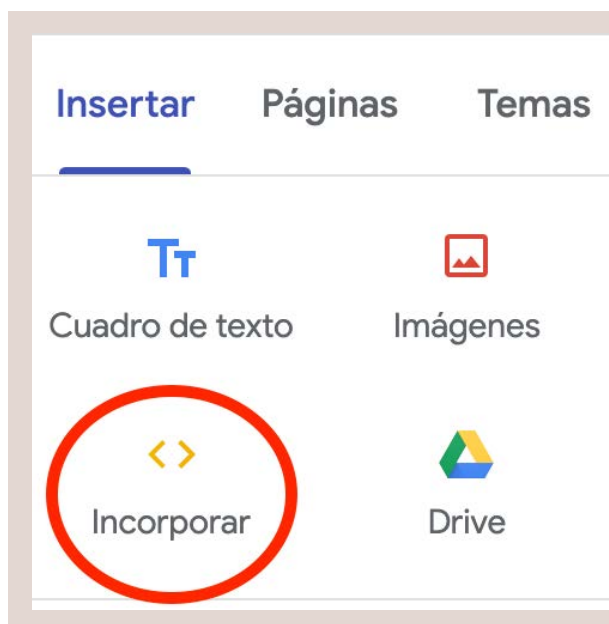 Insertar Páginas Temas
Cuadro de texto Imágenes
Incorporar Drive